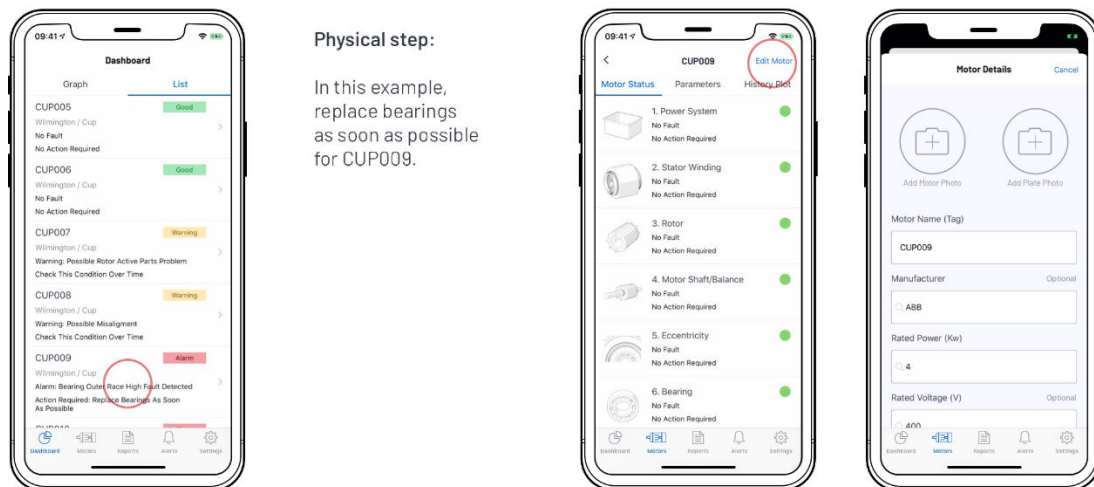 09:41
Dashboard
Graph
List
CUP005
Good
Wilmington / Cup
No Fault
No Action Required
CUP006
Good
Wilmington / Cup
No Fault
No Action Required
CUP007
Warning
Wilmington / Cup
Warning: Possible Rotor Active Parts Problem
Check This Condition Over Time
CUP008
Warning
Wilmington / Cup
Warning: Possible Misaligment
Check This Condition Over Time
CUP009
Alarm
Wilmington / Cup
Alarm: Bearing Outer Race High Fault Detected
Action Required: Replace Bearings As Soon
As Possible
Dashboard
Motors
Reports
Alerts
Settings
Physical step:
In this example,
replace bearings
as soon as possible
for CUP009.
09:41
CUP009
Edit Motor
Motor Status
Parameters
History Plot
1. Power System
No Fault
No Action Required
2. Stator Winding
No Fault
No Action Required
3. Rotor
No Fault
No Action Required
4. Motor Shaft/Balance
No Fault
No Action Required
5. Eccentricity
No Fault
No Action Required
6. Bearing
No Fault
No Action Required
Dashboard
Motors
Reports
Alerts
Settings
Motor Details
Cancel
Add Motor Photo
Add Plate Photo
Motor Name (Tag)
CUP009
Manufacturer
Optional
ABB
Rated Power (Kw)
4
Rated Voltage (V)
Optional
400
Dashboard
Motors
Reports
Alerts
Settings